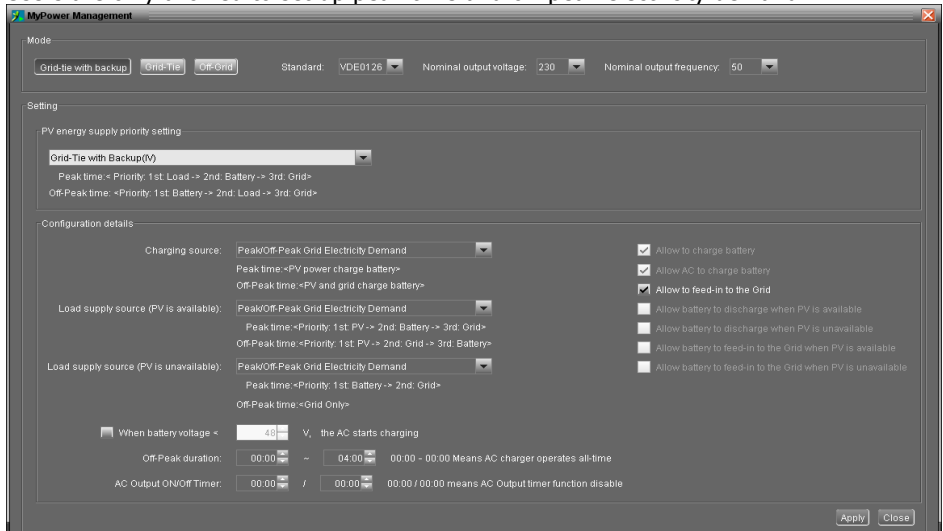 MyPower Management
Mode
Grid-tie with backup Grid-Tie Off-Grid Standard: VDE0126 Nominal output voltage: 230 Nominal output frequency: 50
Setting
PV energy supply priority setting
Grid-Tie with Backup(IV)
Peak time:< Priority: 1st: Load -> 2nd: Battery -> 3rd: Grid>
Off-Peak time: <Priority: 1st: Battery -> 2nd: Load -> 3rd: Grid>
Configuration details
Charging source: Peak/Off-Peak Grid Electricity Demand
Peak time:<PV power charge battery>
Off-Peak time:<PV and grid charge battery>
Load supply source (PV is available): Peak/Off-Peak Grid Electricity Demand
Peak time:<Priority: 1st: PV -> 2nd: Battery -> 3rd: Grid>
Off-Peak time:<Priority: 1st: PV -> 2nd: Grid -> 3rd: Battery>
Load supply source (PV is unavailable): Peak/Off-Peak Grid Electricity Demand
Peak time:<Priority: 1st: Battery -> 2nd: Grid>
Off-Peak time:<Grid Only>
Allow to charge battery
Allow AC to charge battery
Allow to feed-in to the Grid
Allow battery to discharge when PV is available
Allow battery to discharge when PV is unavailable
Allow battery to feed-in to the Grid when PV is available
Allow battery to feed-in to the Grid when PV is unavailable
When battery voltage < 48 V, the AC starts charging
Off-Peak duration: 00:00 ~ 04:00 00:00 - 00:00 Means AC charger operates all-time
AC Output ON/Off Timer: 00:00 / 00:00 00:00 / 00:00 means AC Output timer function disable
Apply Close